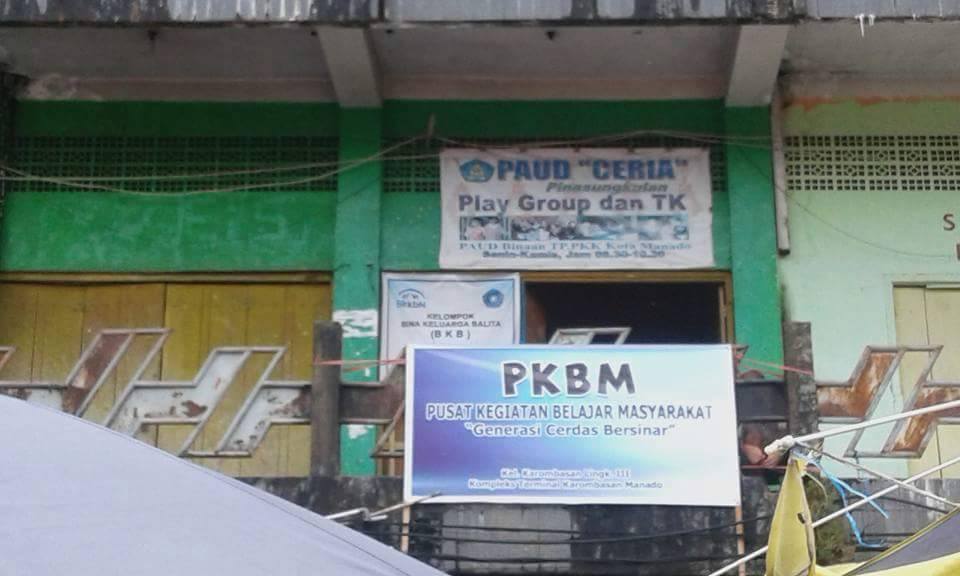 PAUD "CERIA"
Pinasungkulan
Play Group dan TK
PAUD Binaan TP.PKK Kota Manado
Senin-Kamis, Jam 08.30-10.30
BKKBN
KELOMPOK
BINA KELUARGA BALITA
(BKB)
PKBM
PUSAT KEGIATAN BELAJAR MASYARAKAT
"Generasi Cerdas Bersinar"
Kel. Karombasan Lingk. III
Kompleks Terminal Karombasan Manado
S